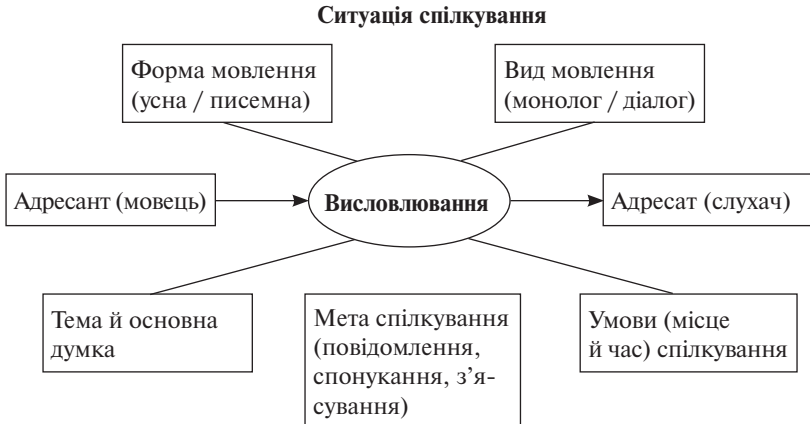 Ситуація спілкування
Форма мовлення
(усна / писемна)
Вид мовлення
(монолог / діалог)
Адресант (мовець)
Висловлювання
Адресат (слухач)
Тема й основна
думка
Мета спілкування
(повідомлення,
спонукання, з’я-
сування)
Умови (місце
й час) спілкування